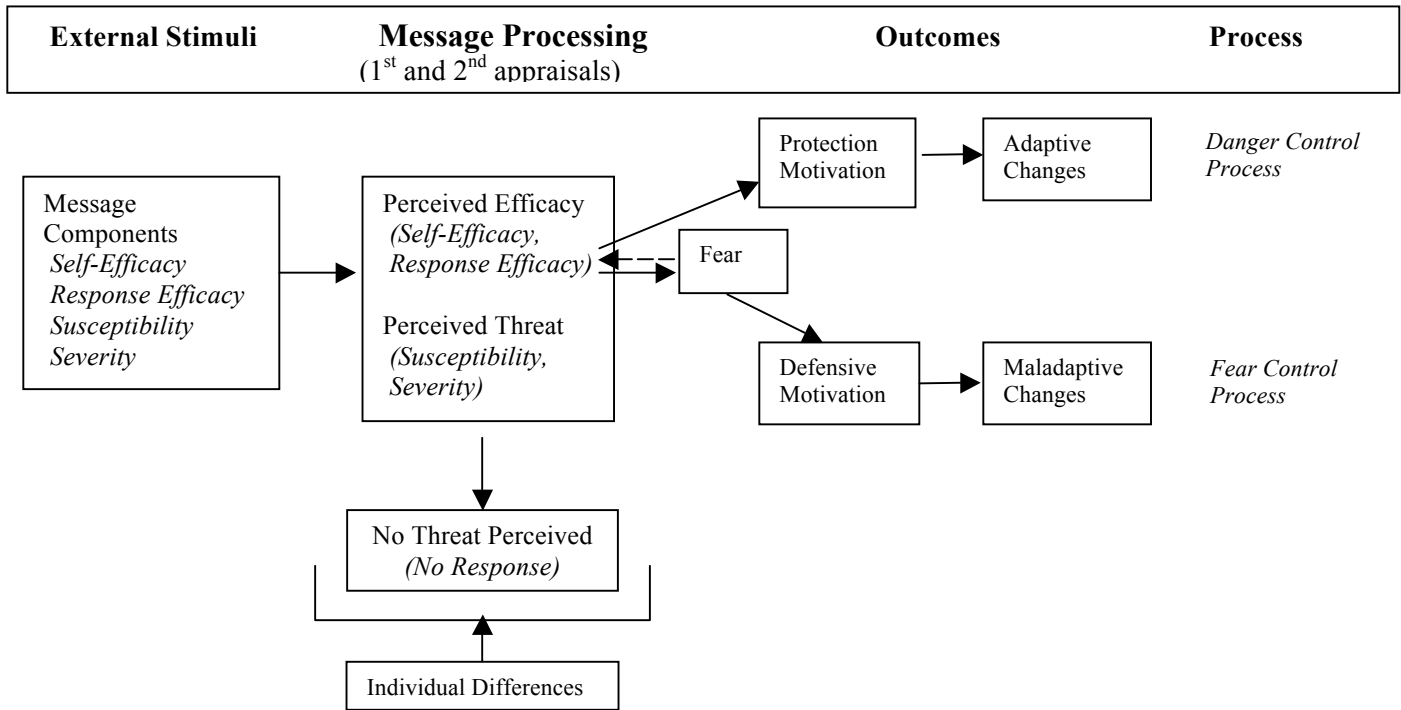 External Stimuli Message Processing Outcomes Process
(1st and 2nd appraisals)
Message
Components
Self-Efficacy
Response Efficacy
Susceptibility
Severity
Perceived Efficacy
(Self-Efficacy,
Response Efficacy)
Perceived Threat
(Susceptibility,
Severity)
Protection
Motivation
Adaptive
Changes
Danger Control
Process
Fear
Defensive
Motivation
Maladaptive
Changes
Fear Control
Process
No Threat Perceived
(No Response)
Individual Differences